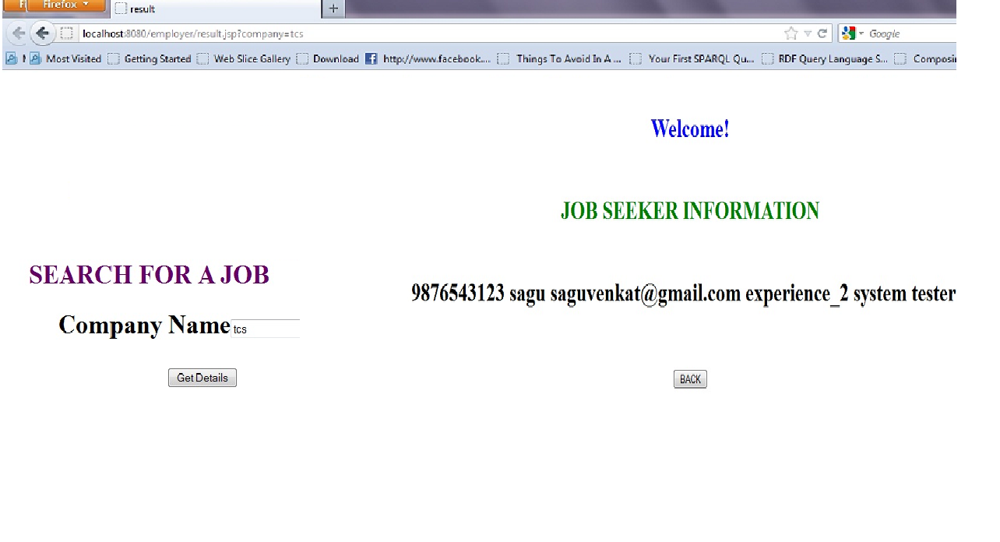 Fi Firefox result +
localhost:8080/employer/result.jsp?company=tcs Google
Most Visited Getting Started Web Slice Gallery Download http://www.facebook.... Things To Avoid In A ... Your First SPARQL Qu... RDF Query Language S... Composi
Welcome!
JOB SEEKER INFORMATION
SEARCH FOR A JOB
9876543123 sagu saguvenkat@gmail.com experience_2 system tester
Company Name tcs
Get Details
BACK